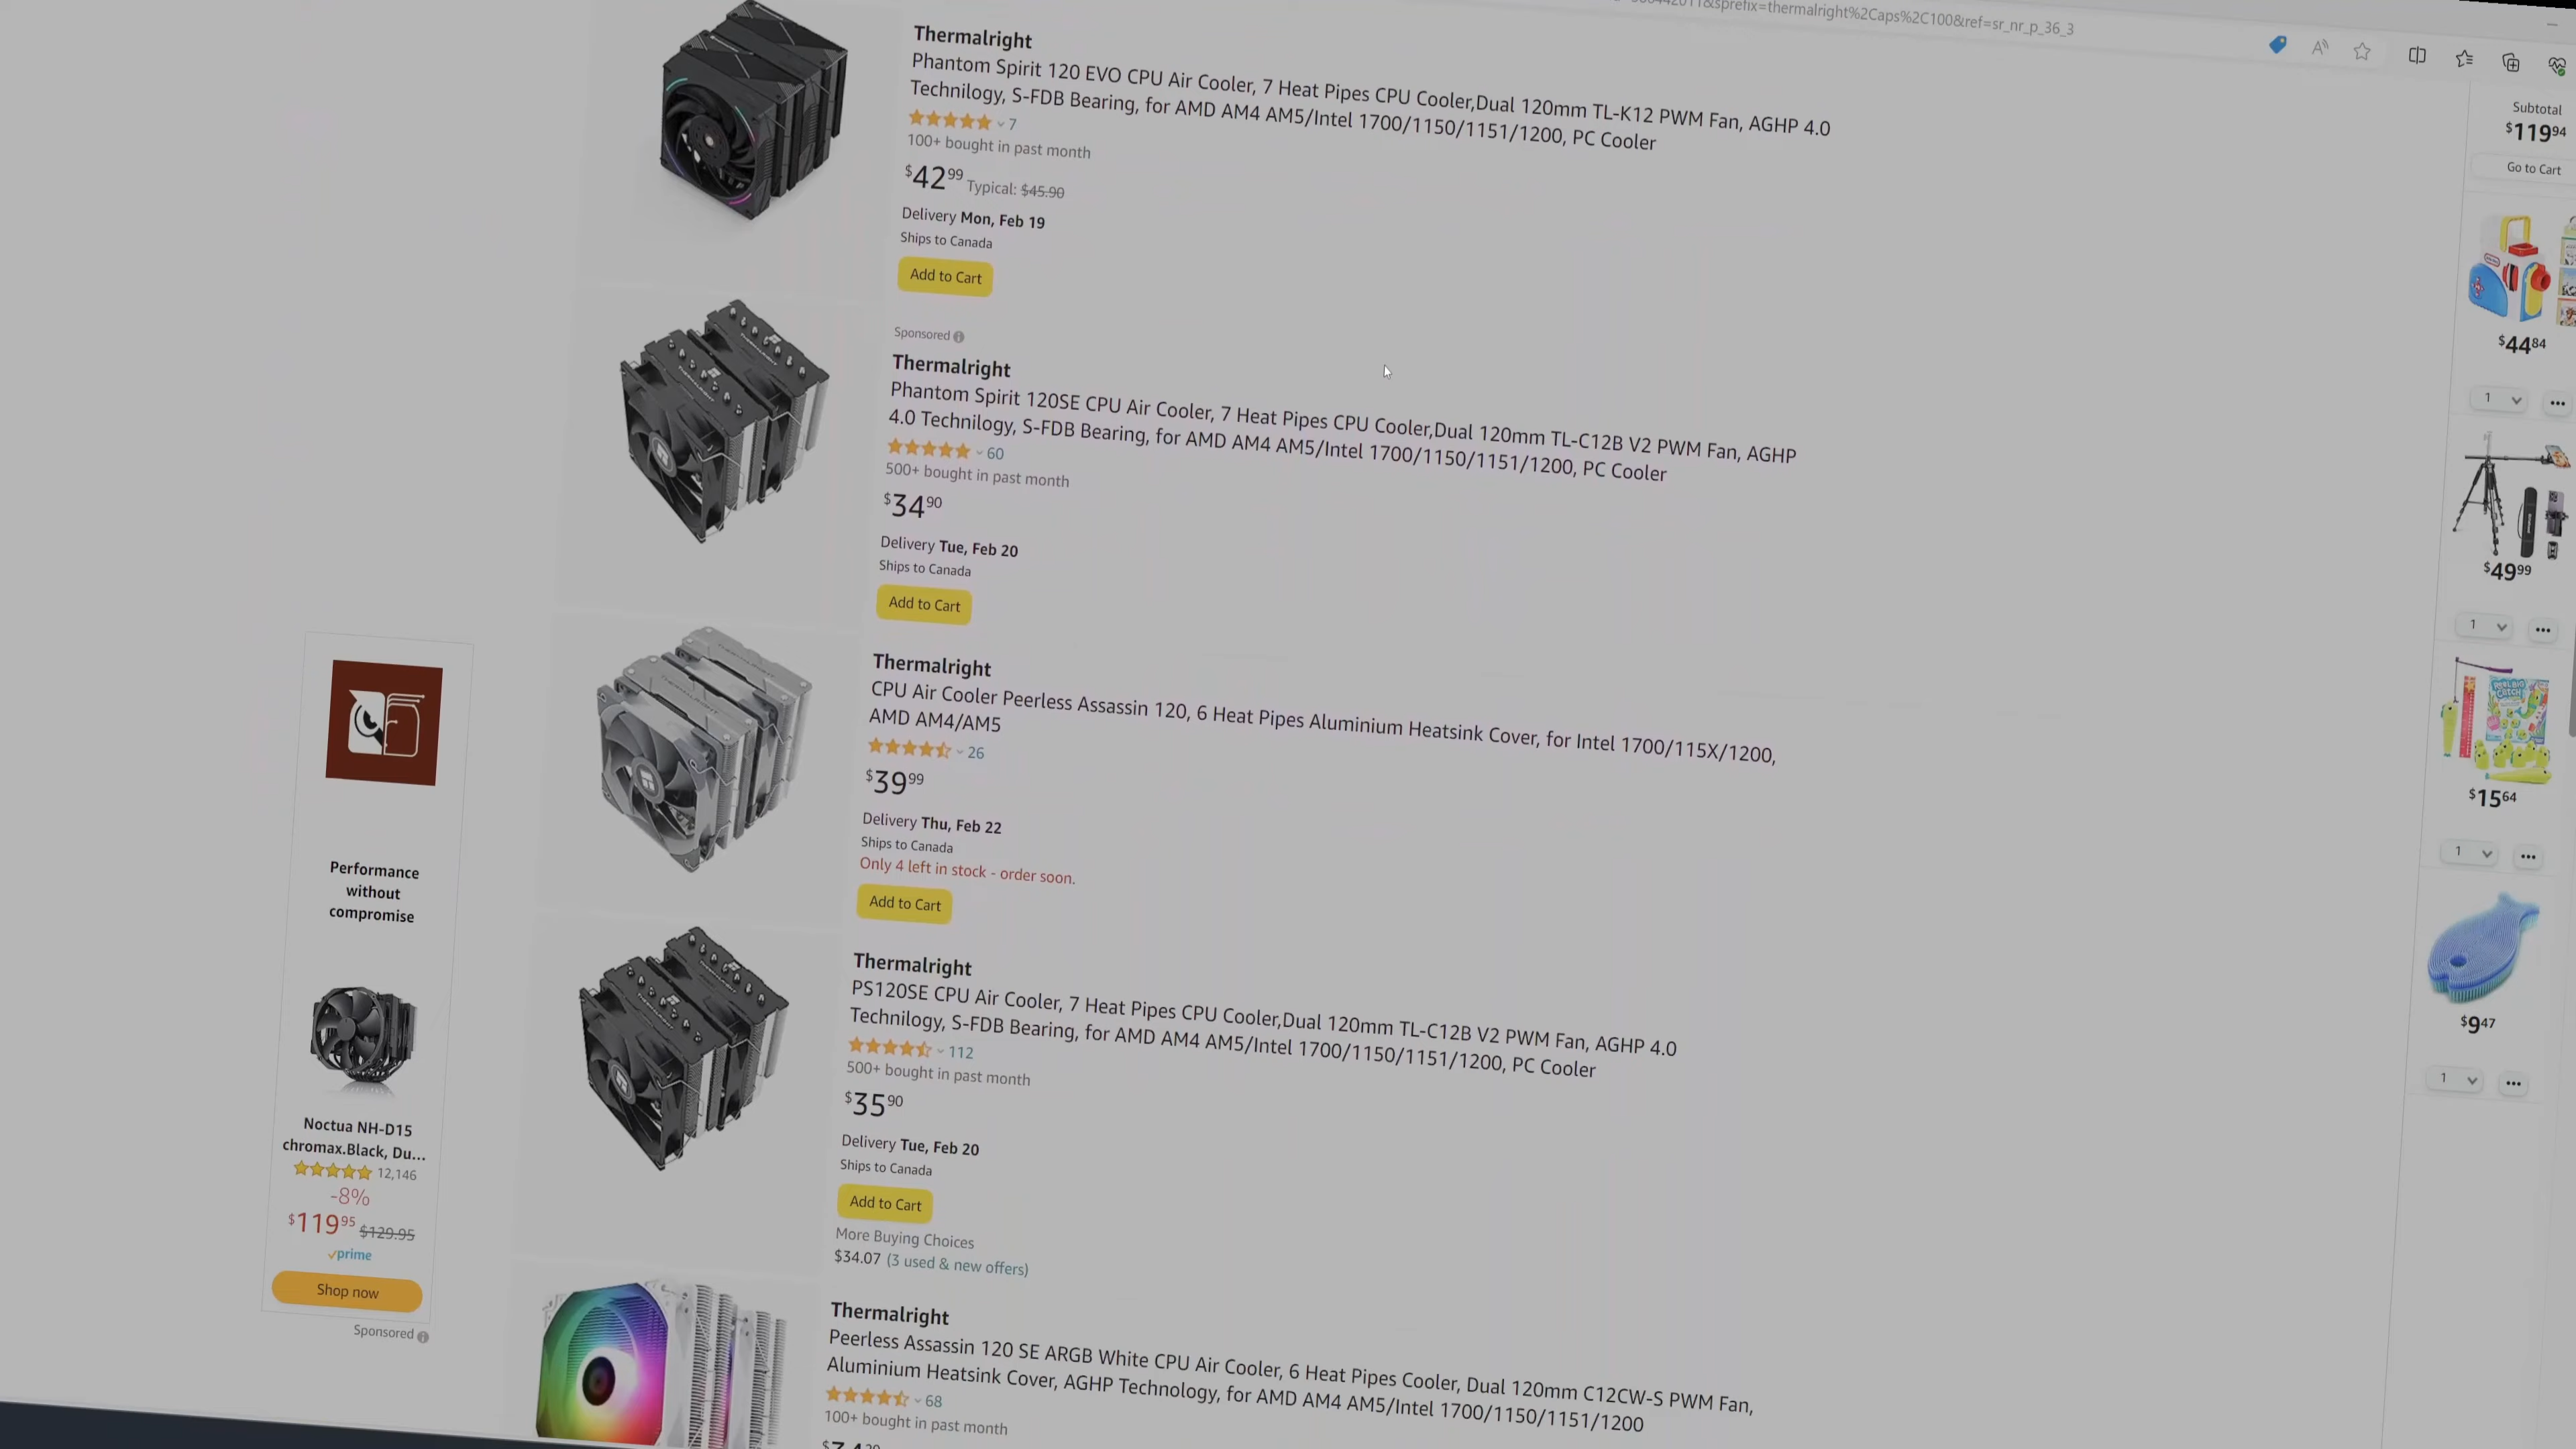 &sprefix=thermalright%2Caps%2C100&ref=sr_nr_p_36_3
Thermalright
Phantom Spirit 120 EVO CPU Air Cooler, 7 Heat Pipes CPU Cooler,Dual 120mm TL-K12 PWM Fan, AGHP 4.0
Technilogy, S-FDB Bearing, for AMD AM4 AM5/Intel 1700/1150/1151/1200, PC Cooler
7
100+ bought in past month
$42.99 Typical: $45.90
Delivery Mon, Feb 19
Ships to Canada
Add to Cart
Sponsored
Thermalright
Phantom Spirit 120SE CPU Air Cooler, 7 Heat Pipes CPU Cooler,Dual 120mm TL-C12B V2 PWM Fan, AGHP
4.0 Technilogy, S-FDB Bearing, for AMD AM4 AM5/Intel 1700/1150/1151/1200, PC Cooler
60
500+ bought in past month
$34.90
Delivery Tue, Feb 20
Ships to Canada
Add to Cart
Thermalright
CPU Air Cooler Peerless Assassin 120, 6 Heat Pipes Aluminium Heatsink Cover, for Intel 1700/115X/1200,
AMD AM4/AM5
26
$39.99
Delivery Thu, Feb 22
Ships to Canada
Only 4 left in stock - order soon.
Add to Cart
Thermalright
PS120SE CPU Air Cooler, 7 Heat Pipes CPU Cooler,Dual 120mm TL-C12B V2 PWM Fan, AGHP 4.0
Technilogy, S-FDB Bearing, for AMD AM4 AM5/Intel 1700/1150/1151/1200, PC Cooler
112
500+ bought in past month
$35.90
Delivery Tue, Feb 20
Ships to Canada
Add to Cart
More Buying Choices
$34.07 (3 used & new offers)
Thermalright
Peerless Assassin 120 SE ARGB White CPU Air Cooler, 6 Heat Pipes Cooler, Dual 120mm C12CW-S PWM Fan,
Aluminium Heatsink Cover, AGHP Technology, for AMD AM4 AM5/Intel 1700/1150/1151/1200
68
100+ bought in past month
Performance
without
compromise
Noctua NH-D15
chromax.Black, Du...
12,146
-8%
$119.95 $129.95
prime
Shop now
Sponsored
Subtotal
$119.94
Go to Cart
$44.84
1
$49.99
1
$15.64
1
$9.47
1